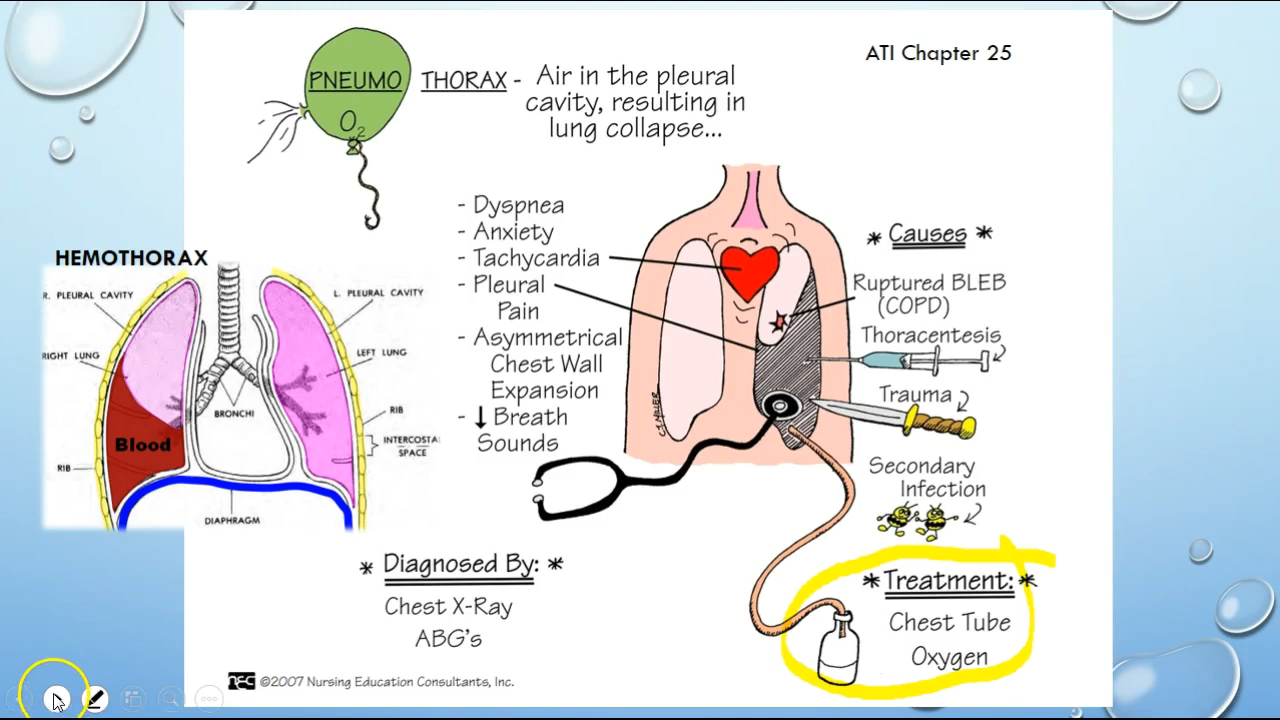 ATI Chapter 25
PNEUMO
O2
THORAX - Air in the pleural
cavity, resulting in
lung collapse...
- Dyspnea
- Anxiety
- Tachycardia
- Pleural
Pain
- Asymmetrical
Chest Wall
Expansion
- ↓ Breath
Sounds
* Causes *
Ruptured BLEB
(COPD)
Thoracentesis
Trauma
Secondary
Infection
HEMOTHORAX
R. PLEURAL CAVITY
L. PLEURAL CAVITY
RIGHT LUNG
LEFT LUNG
BRONCHI
RIB
Blood
INTERCOSTA
SPACE
RIB
DIAPHRAGM
C.J. MILLER
* Diagnosed By: *
Chest X-Ray
ABG's
* Treatment: *
Chest Tube
Oxygen
NEC ©2007 Nursing Education Consultants, Inc.